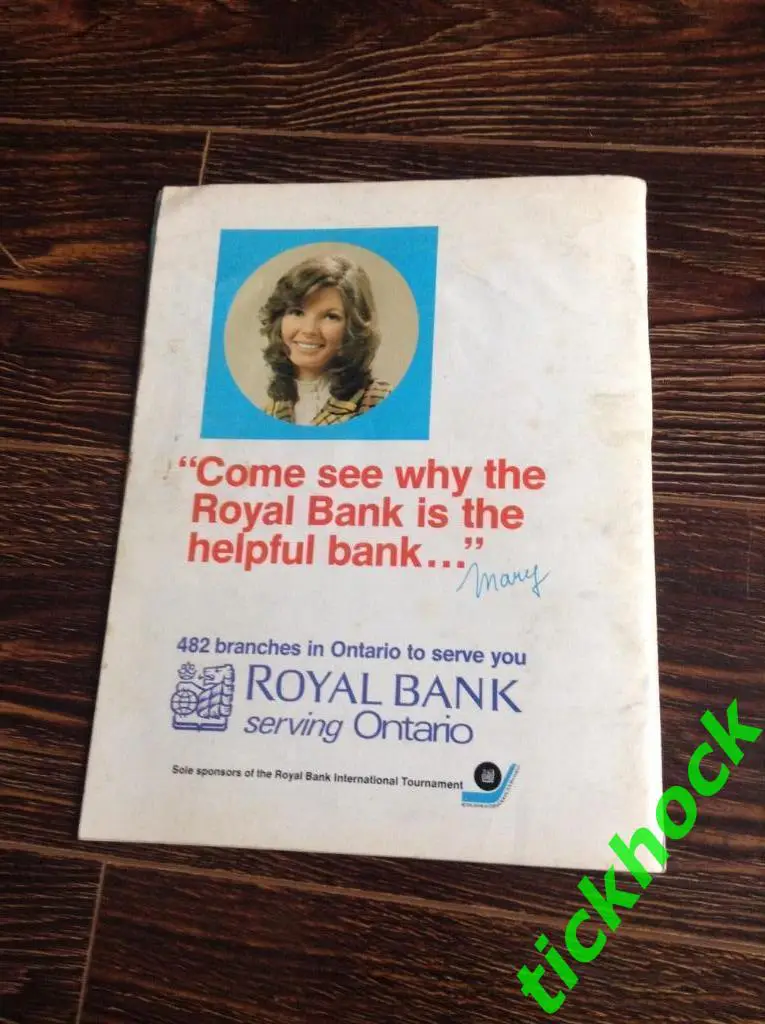 “Come see why the
Royal Bank is the
helpful bank...”
Mary
482 branches in Ontario to serve you
ROYAL BANK
serving Ontario
Sole sponsors of the Royal Bank International Tournament
tickhock